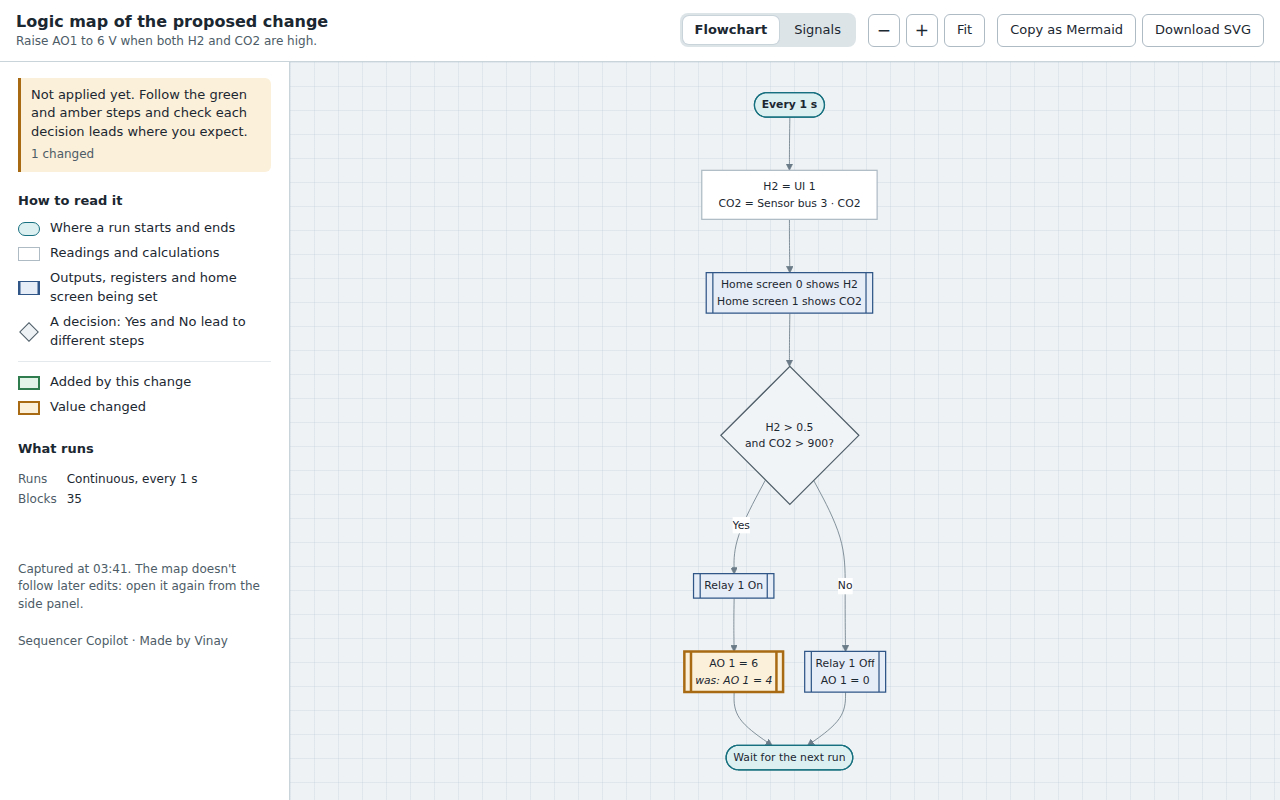 Logic map of the proposed change
Raise AO1 to 6 V when both H2 and CO2 are high.
Flowchart
Signals
−
+
Fit
Copy as Mermaid
Download SVG
Not applied yet. Follow the green
and amber steps and check each
decision leads where you expect.
1 changed
How to read it
Where a run starts and ends
Readings and calculations
Outputs, registers and home
screen being set
A decision: Yes and No lead to
different steps
Added by this change
Value changed
What runs
Runs Continuous, every 1 s
Blocks 35
Captured at 03:41. The map doesn't
follow later edits: open it again from the
side panel.
Sequencer Copilot · Made by Vinay
Every 1 s
H2 = UI 1
CO2 = Sensor bus 3 · CO2
Home screen 0 shows H2
Home screen 1 shows CO2
H2 > 0.5
and CO2 > 900?
Yes
No
Relay 1 On
AO 1 = 6
was: AO 1 = 4
Relay 1 Off
AO 1 = 0
Wait for the next run